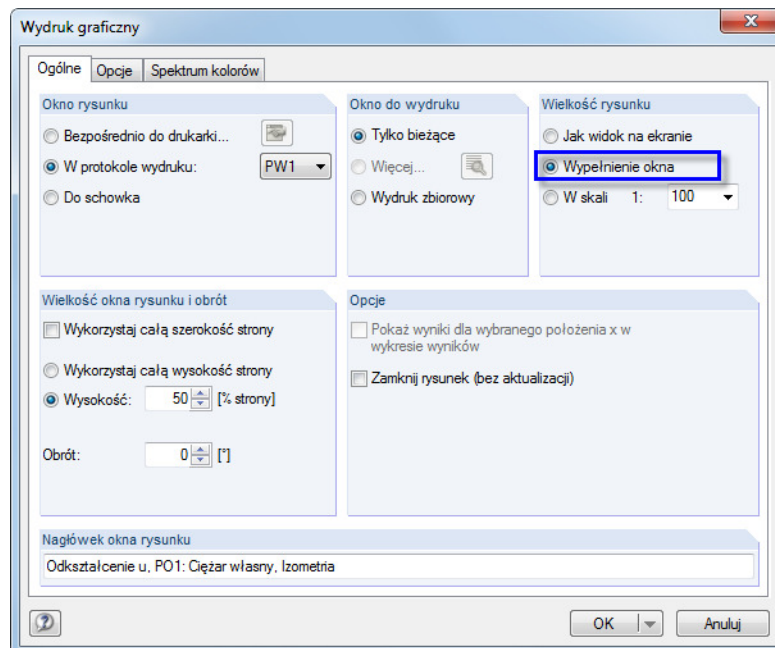 Wydruk graficzny
Ogólne Opcje Spektrum kolorów
Okno rysunku
Bezpośrednio do drukarki...
W protokole wydruku: PW1
Do schowka
Okno do wydruku
Tylko bieżące
Więcej...
Wydruk zbiorowy
Wielkość rysunku
Jak widok na ekranie
Wypełnienie okna
W skali 1: 100
Wielkość okna rysunku i obrót
Wykorzystaj całą szerokość strony
Wykorzystaj całą wysokość strony
Wysokość: 50 [% strony]
Obrót: 0 [°]
Opcje
Pokaż wyniki dla wybranego położenia x w
wykresie wyników
Zamknij rysunek (bez aktualizacji)
Nagłówek okna rysunku
Odkształcenie u, PO1: Ciężar własny, Izometria
OK Anuluj